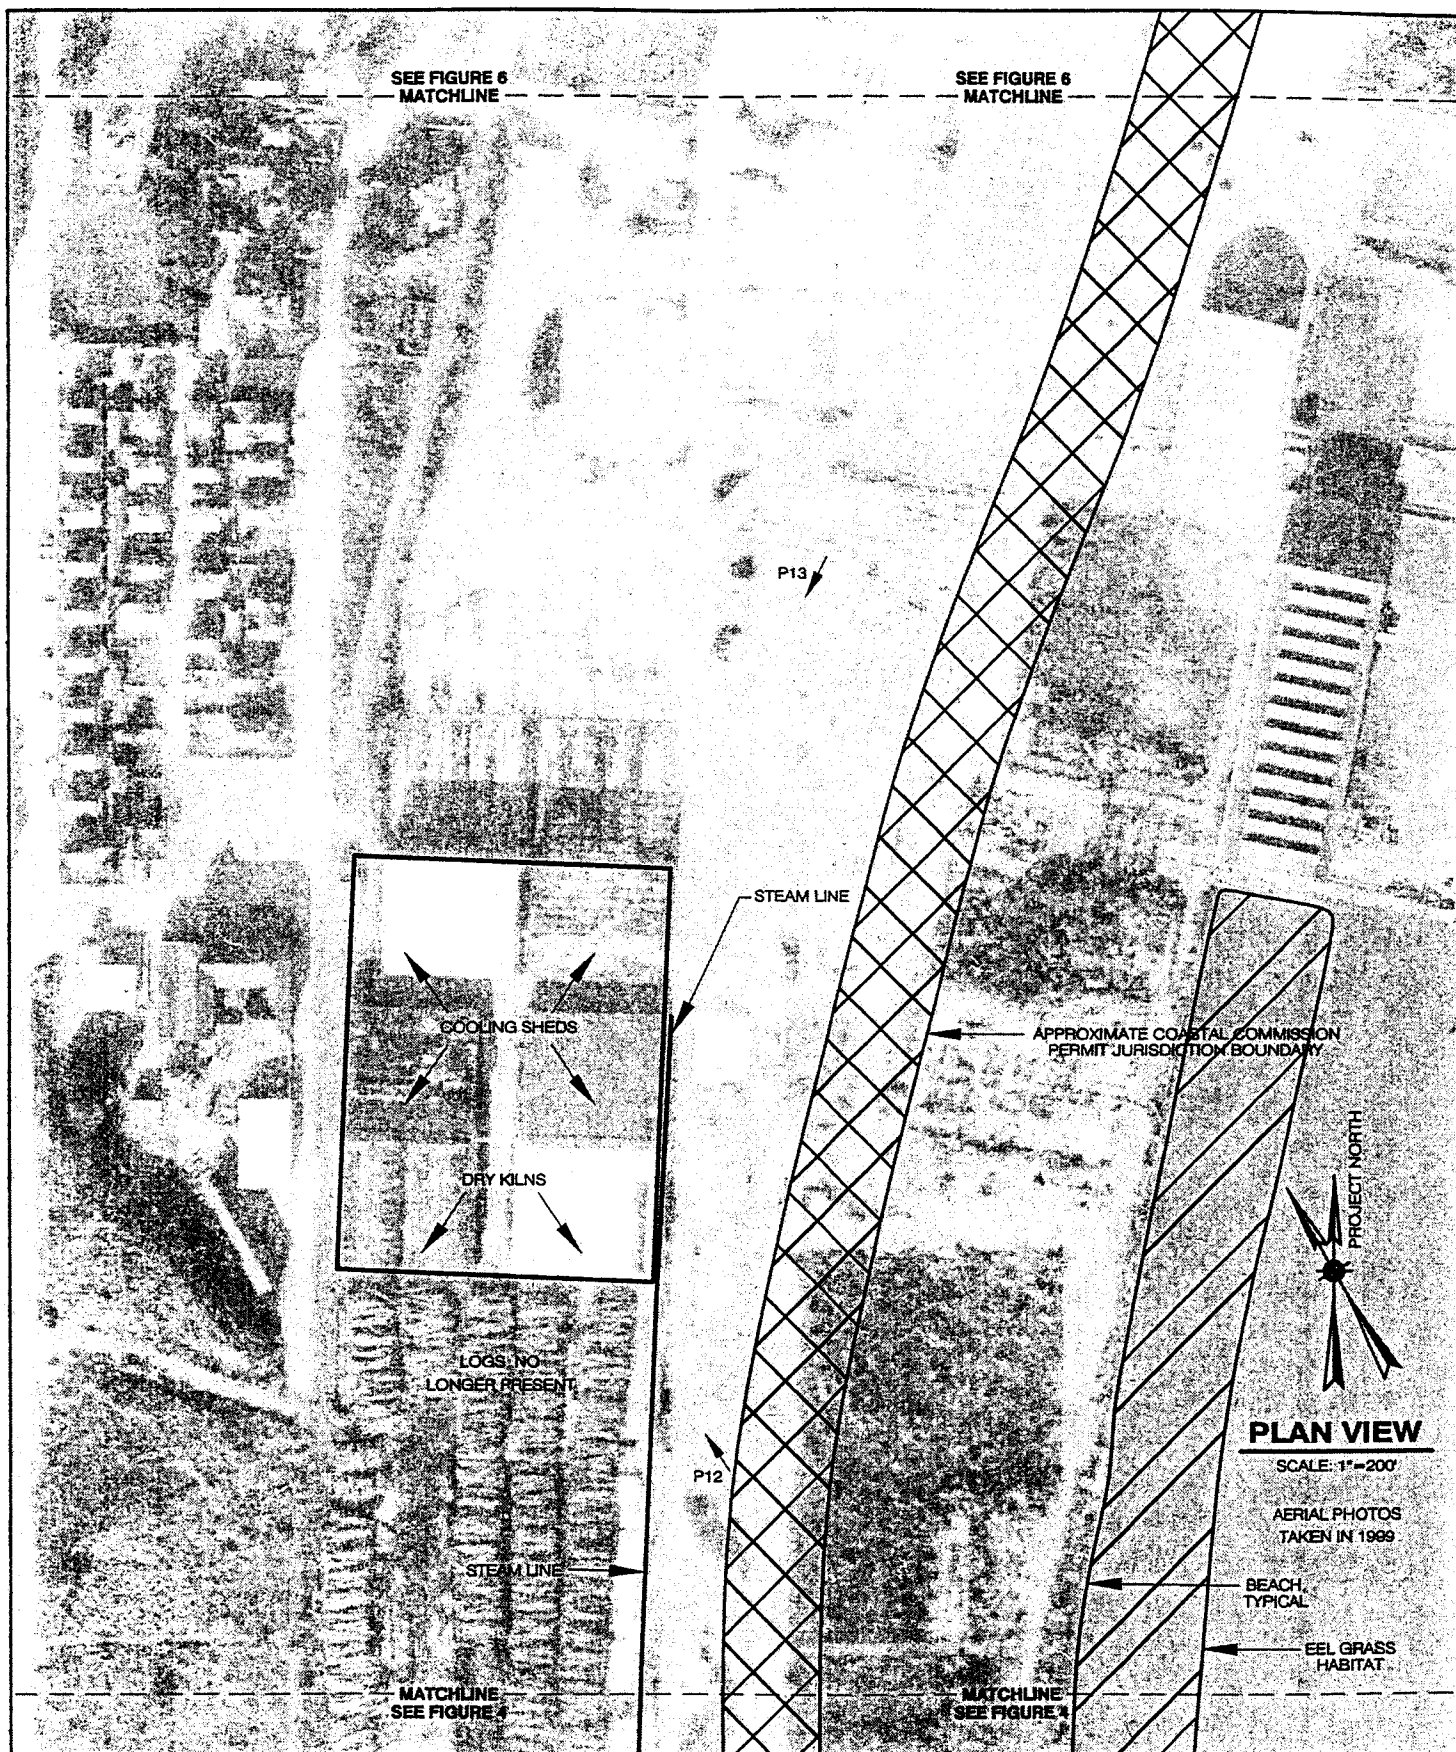 SEE FIGURE 6
MATCHLINE
SEE FIGURE 6
MATCHLINE
P13
STEAM LINE
COOLING SHEDS
APPROXIMATE COASTAL COMMISSION
PERMIT JURISDICTION BOUNDARY
PROJECT NORTH
DRY KILNS
LOGS: NO
LONGER PRESENT
P12
PLAN VIEW
SCALE: 1"=200'
AERIAL PHOTOS
TAKEN IN 1999
STEAM LINE
BEACH,
TYPICAL
EEL GRASS
HABITAT
MATCHLINE
SEE FIGURE 4
MATCHLINE
SEE FIGURE 4